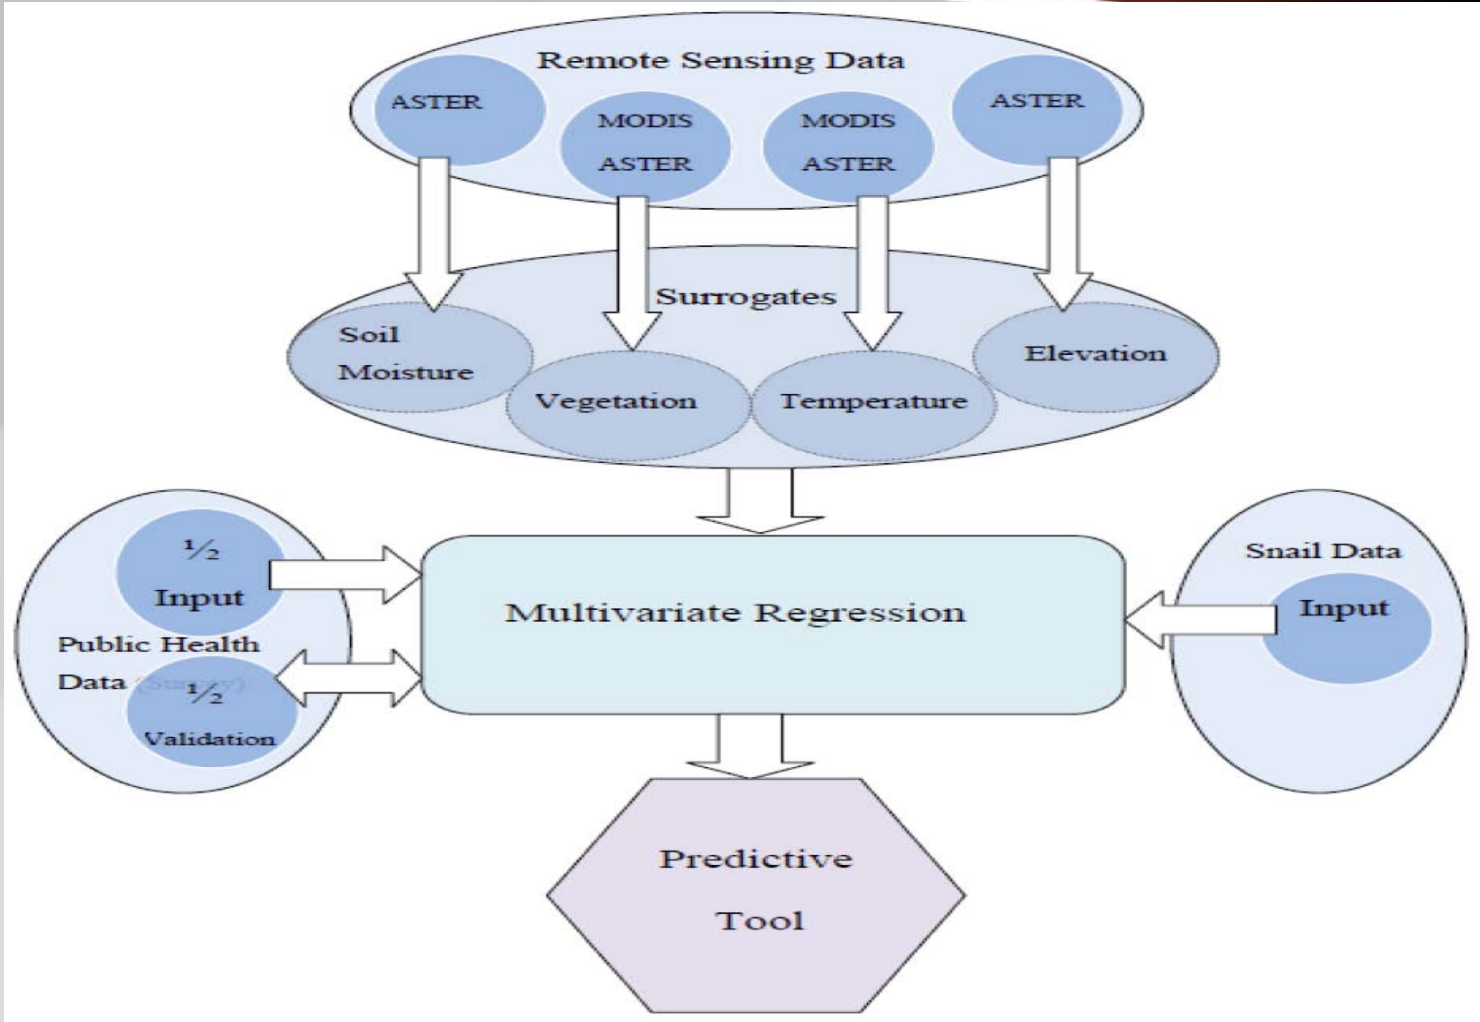 Remote Sensing Data
ASTER
MODIS
ASTER
MODIS
ASTER
ASTER
Surrogates
Soil
Moisture
Vegetation
Temperature
Elevation
½
Input
Public Health
Data (Survey)
½
Validation
Multivariate Regression
Snail Data
Input
Predictive
Tool